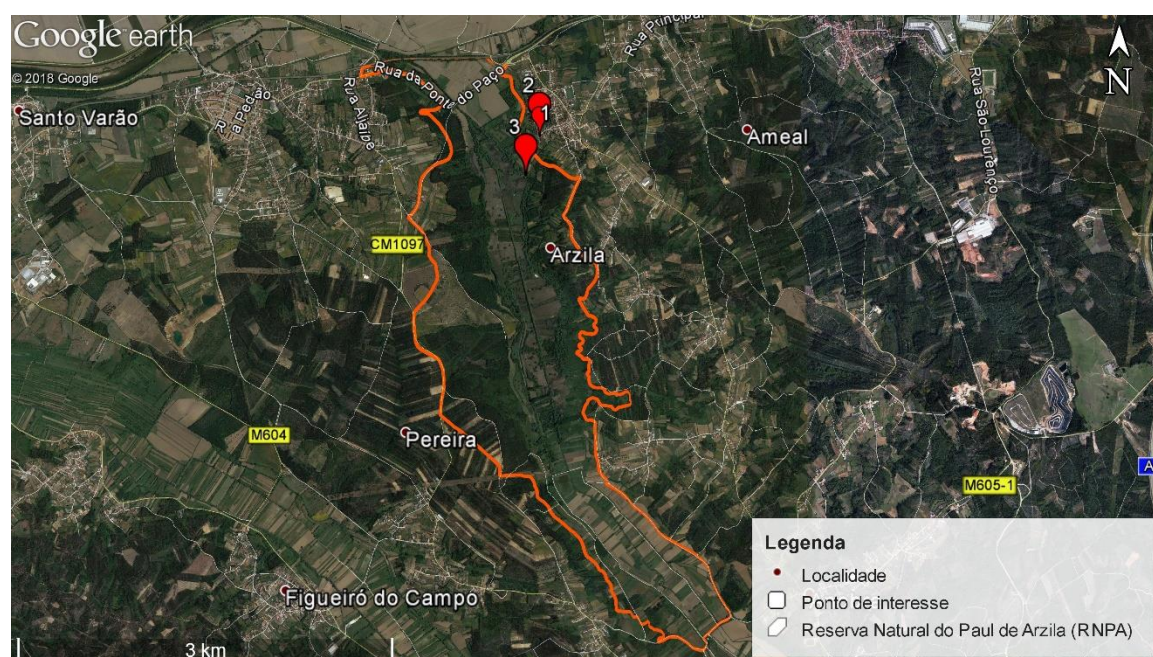 Google earth
© 2018 Google
N
Santo Varão
Rua Aljaipe
Rua da Ponte do Paço
Rua Principal
Rua São Lourenço
2
1
3
Ameal
Arzila
CM1097
Pereira
M604
M605-1
A
Figueiró do Campo
3 km
Legenda
Localidade
Ponto de interesse
Reserva Natural do Paul de Arzila (RNPA)